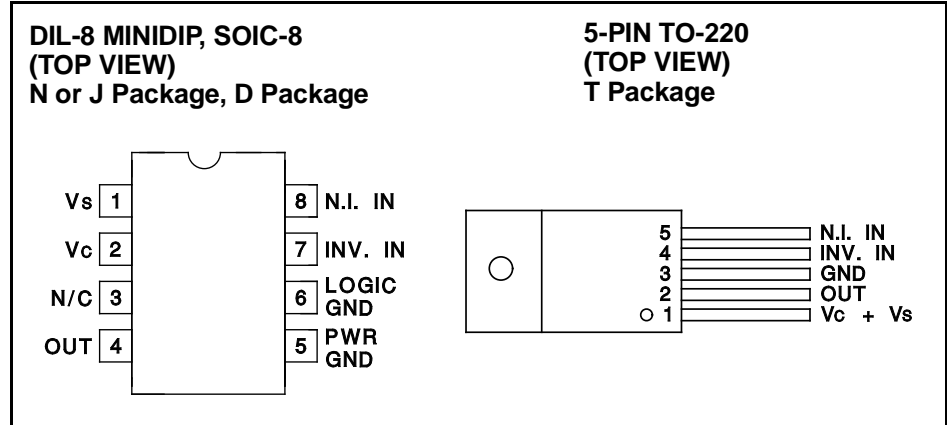 DIL-8 MINIDIP, SOIC-8
(TOP VIEW)
N or J Package, D Package
Vs 1
Vc 2
N/C 3
OUT 4
8 N.I. IN
7 INV. IN
6 LOGIC
GND
5 PWR
GND
5-PIN TO-220
(TOP VIEW)
T Package
5 N.I. IN
4 INV. IN
3 GND
2 OUT
1 Vc + Vs